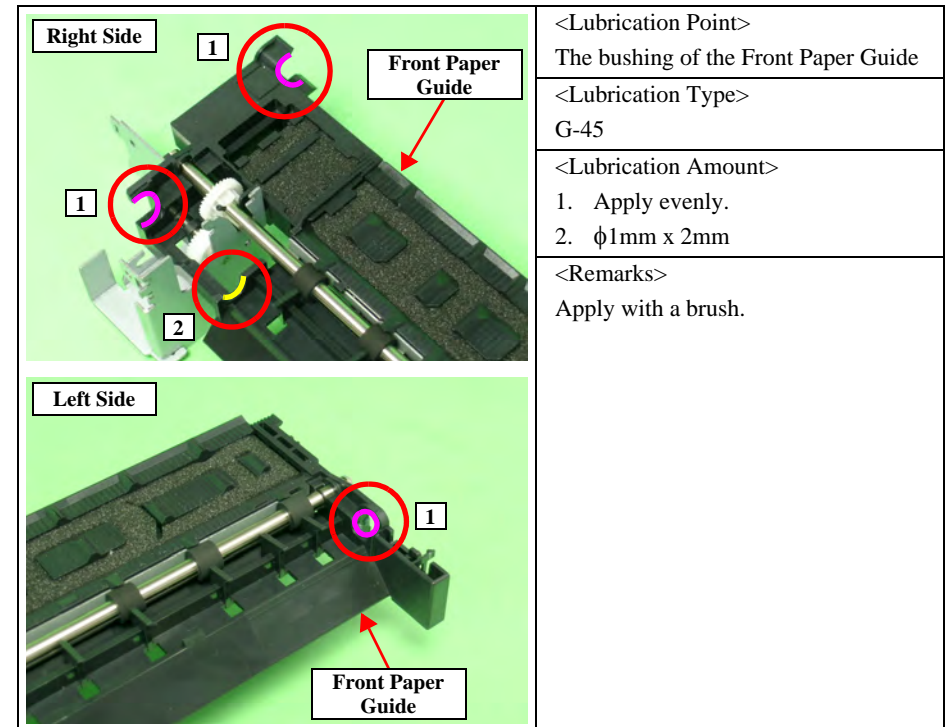 Right Side
1
Front Paper
Guide
1
2
Left Side
1
Front Paper
Guide
<Lubrication Point>
The bushing of the Front Paper Guide
<Lubrication Type>
G-45
<Lubrication Amount>
1. Apply evenly.
2. ϕ1mm x 2mm
<Remarks>
Apply with a brush.